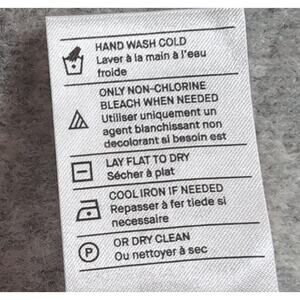 HAND WASH COLD
Laver à la main à l'eau
froide
ONLY NON-CHLORINE
BLEACH WHEN NEEDED
Utiliser uniquement un
agent blanchissant non
decolorant si besoin est
LAY FLAT TO DRY
Sécher à plat
COOL IRON IF NEEDED
Repasser à fer tiede si
necessaire
P
OR DRY CLEAN
Ou nettoyer à sec